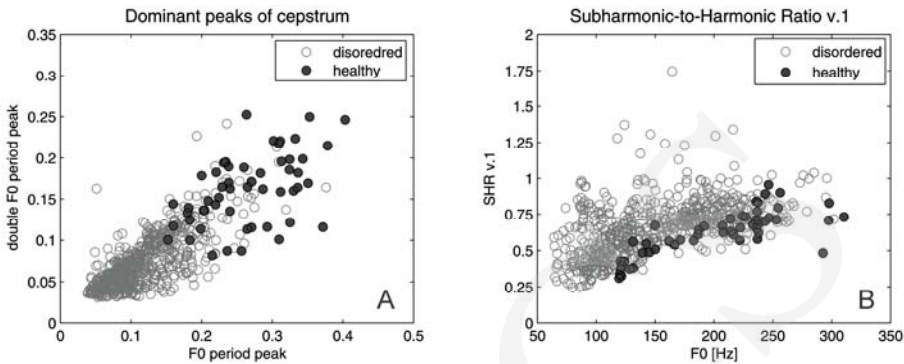 Dominant peaks of cepstrum
0.35
0.3
0.25
0.2
0.15
0.1
0.05
0
double F0 period peak
disoredred
healthy
A
0 0.1 0.2 0.3 0.4 0.5
F0 period peak
Subharmonic-to-Harmonic Ratio v.1
2
1.75
1.5
1.25
1
0.75
0.5
0.25
0
SHR v.1
disordered
healthy
B
50 100 150 200 250 300 350
F0 [Hz]